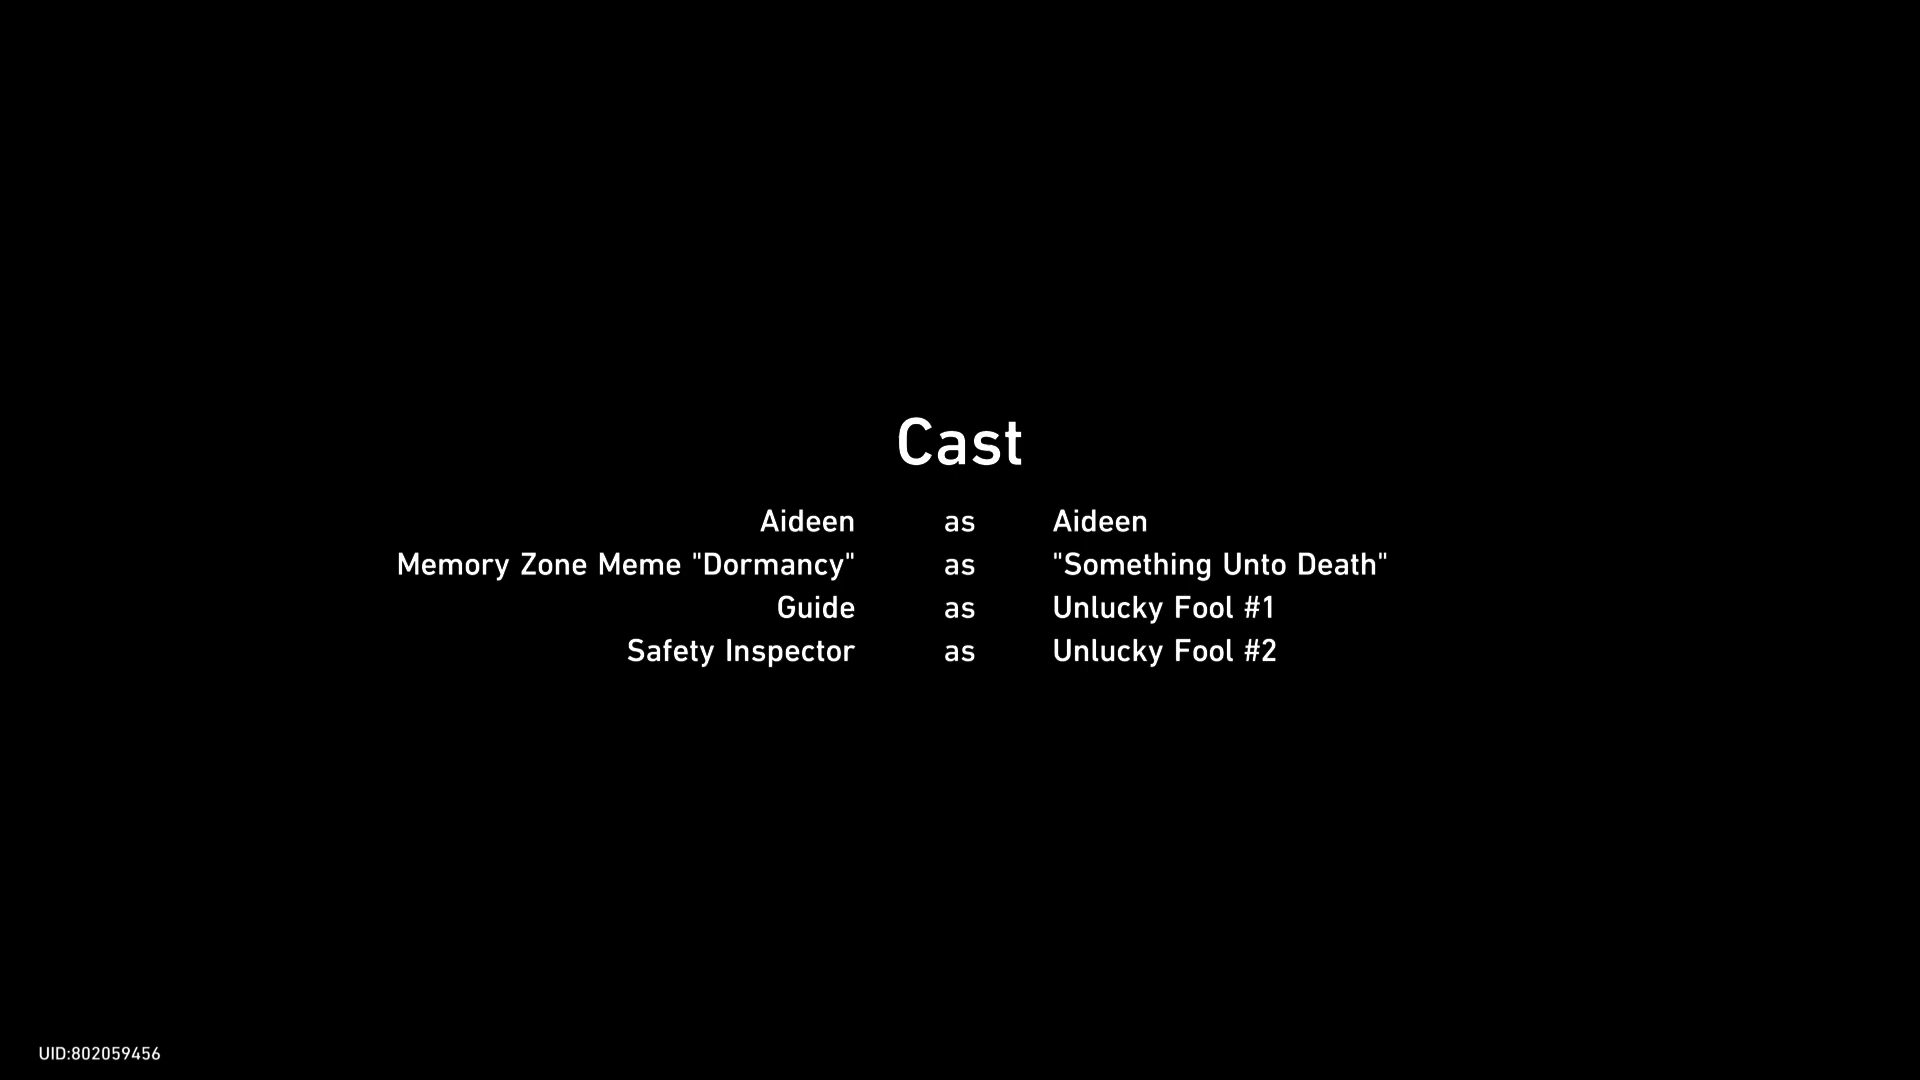 Cast
Aideen as Aideen
Memory Zone Meme "Dormancy" as "Something Unto Death"
Guide as Unlucky Fool #1
Safety Inspector as Unlucky Fool #2
UID:802059456